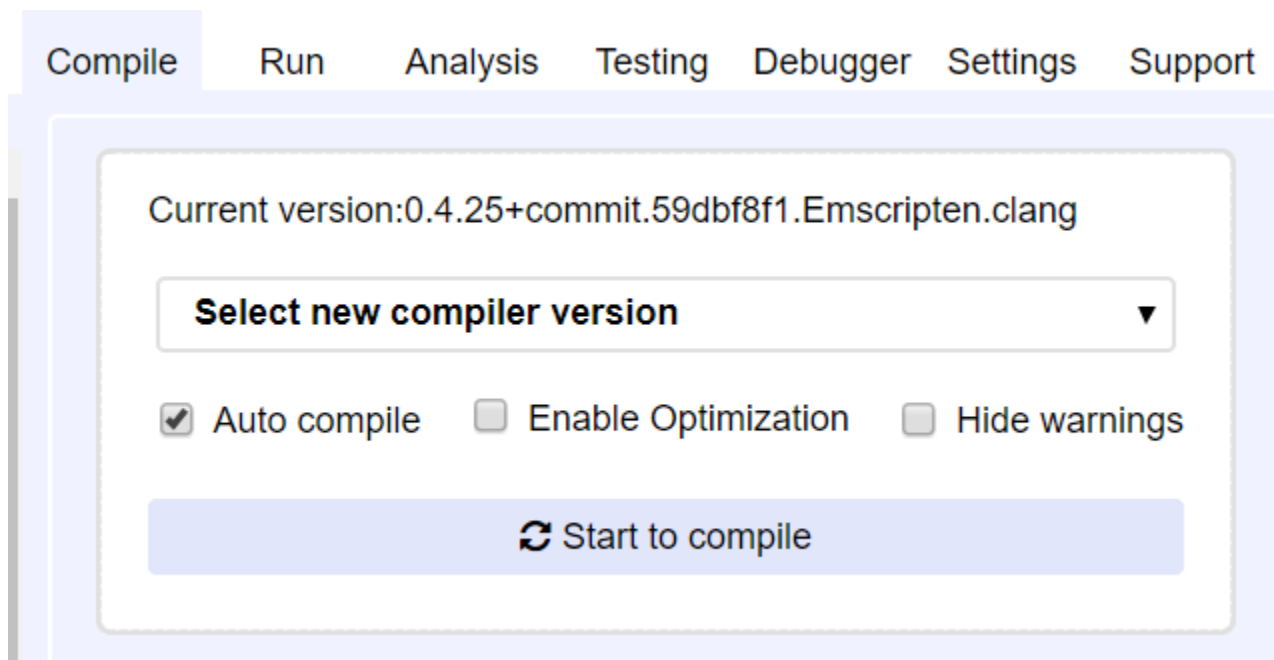 Compile Run Analysis Testing Debugger Settings Support
Current version:0.4.25+commit.59dbf8f1.Emscripten.clang
Select new compiler version
Auto compile Enable Optimization Hide warnings
Start to compile